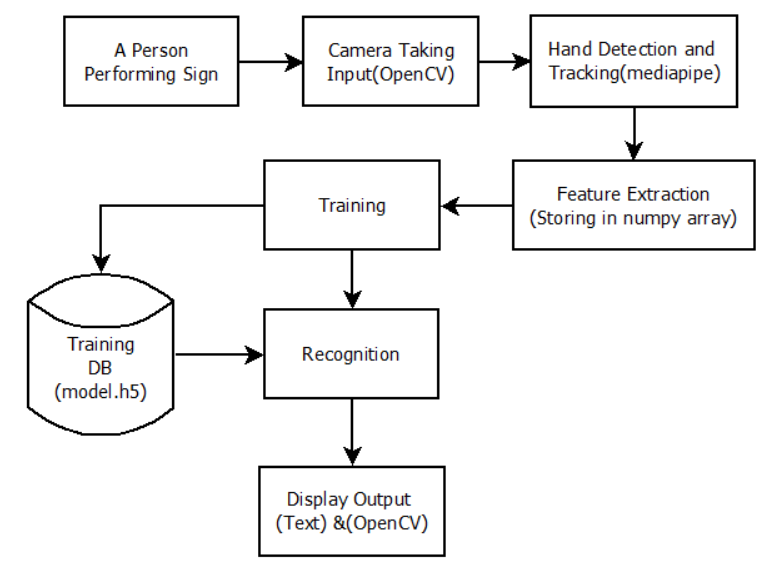 A Person
Performing Sign
Camera Taking
Input(OpenCV)
Hand Detection and
Tracking(mediapipe)
Feature Extraction
(Storing in numpy array)
Training
Training
DB
(model.h5)
Recognition
Display Output
(Text) &(OpenCV)